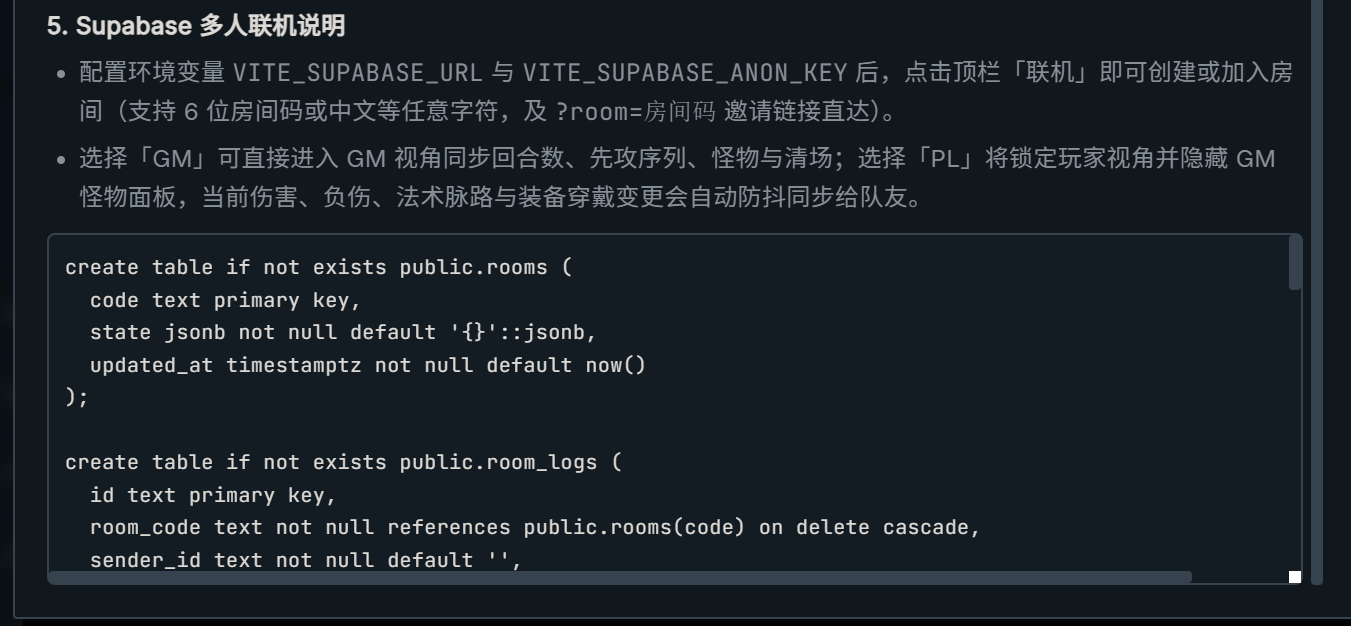 5. Supabase 多人联机说明
配置环境变量 VITE_SUPABASE_URL 与 VITE_SUPABASE_ANON_KEY 后，点击顶栏「联机」即可创建或加入房
间（支持 6 位房间码或中文等任意字符，及 ?room=房间码 邀请链接直达）。
选择「GM」可直接进入 GM 视角同步回合数、先攻序列、怪物与清场；选择「PL」将锁定玩家视角并隐藏 GM
怪物面板，当前伤害、负伤、法术脉路与装备穿戴变更会自动防抖同步给队友。
create table if not exists public.rooms (
  code text primary key,
  state jsonb not null default '{}'::jsonb,
  updated_at timestamptz not null default now()
);
create table if not exists public.room_logs (
  id text primary key,
  room_code text not null references public.rooms(code) on delete cascade,
  sender_id text not null default '',